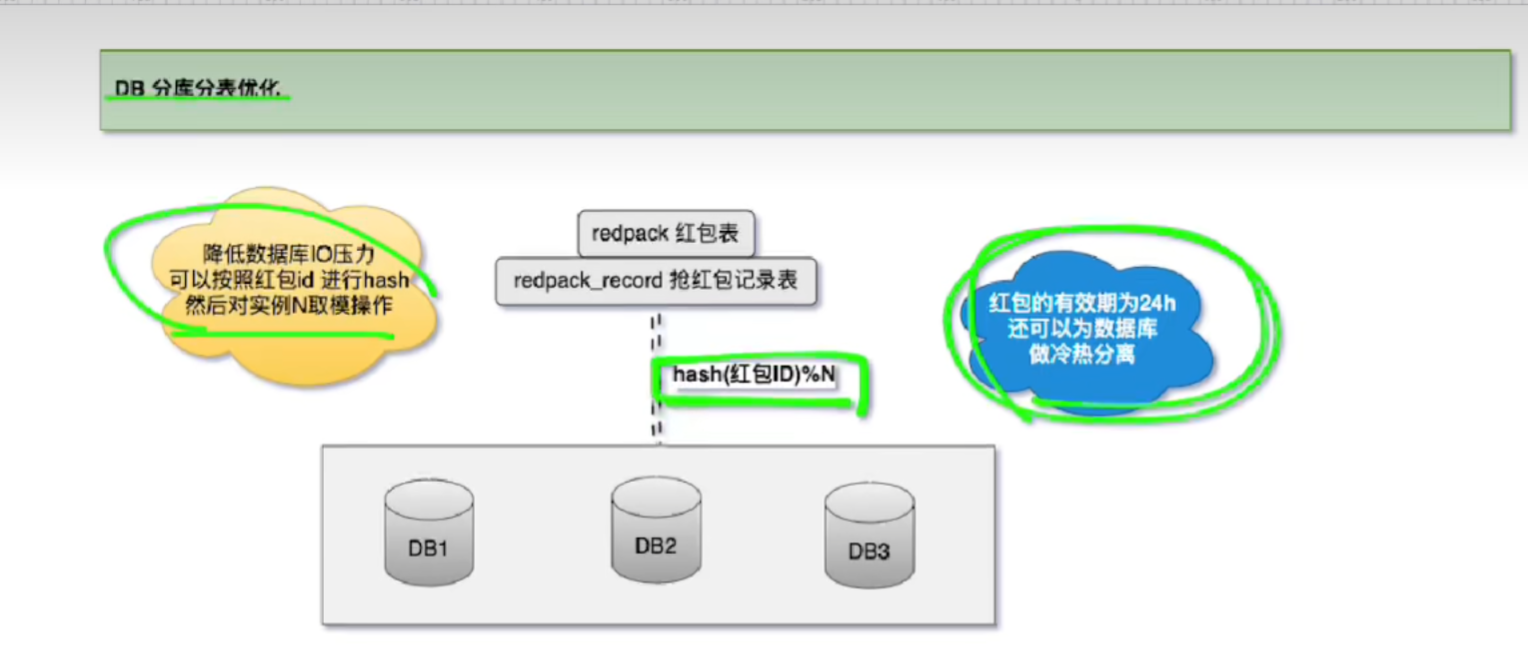 DB 分库分表优化
降低数据库IO压力
可以按照红包id 进行hash
然后对实例N取模操作
redpack 红包表
redpack_record 抢红包记录表
红包的有效期为24h
还可以为数据库
做冷热分离
hash(红包ID)%N
DB1
DB2
DB3